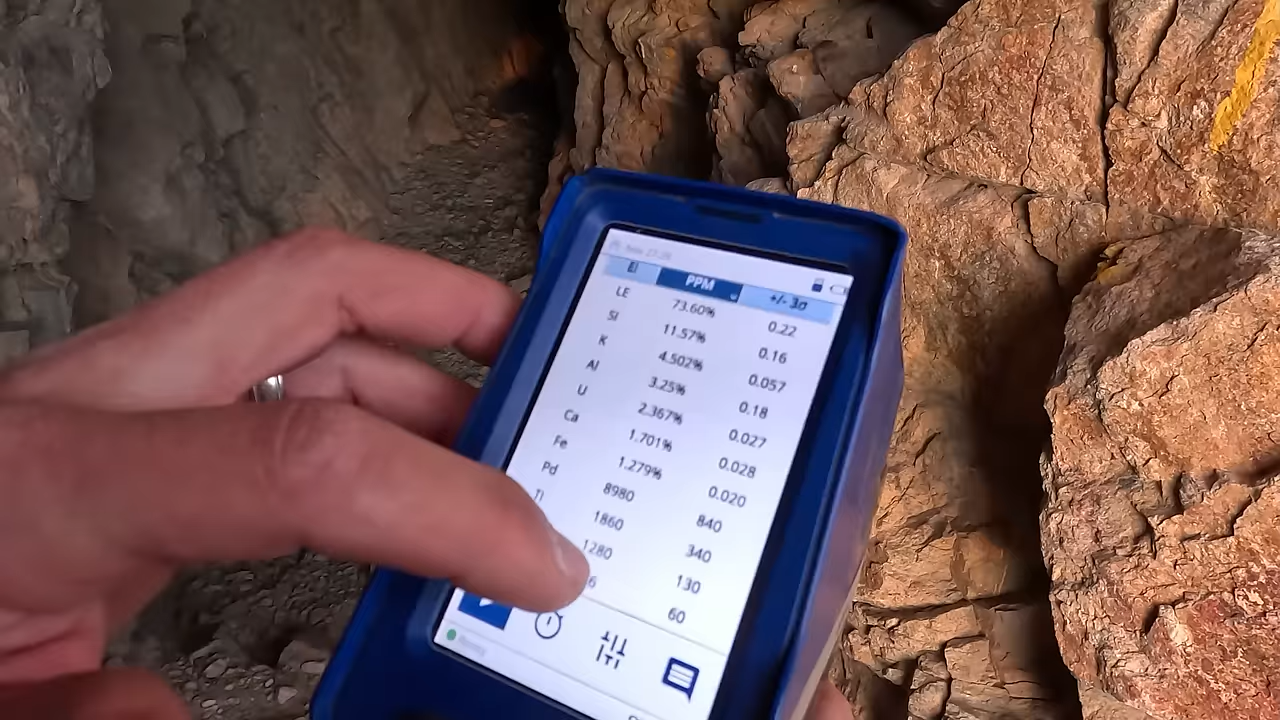 El PPM +/- 3σ
LE 73.60% 0.22
Si 11.57% 0.16
K 4.502% 0.057
Al 3.25% 0.18
U 2.367% 0.027
Ca 1.701% 0.028
Fe 1.279% 0.020
Pd 8980 840
Ti 1860 340
1280 130
60